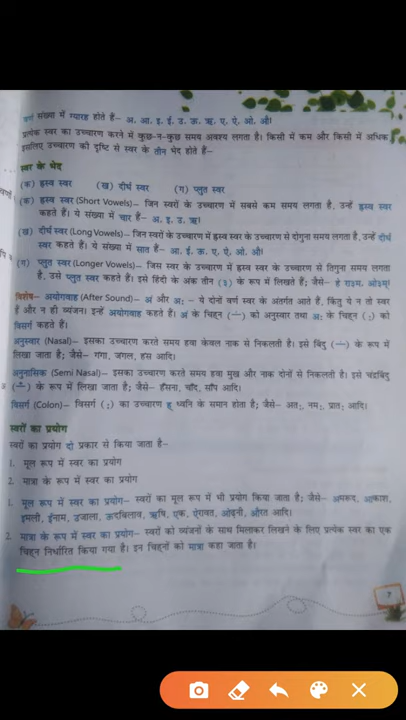 वर्ण संख्या में ग्यारह होते हैं– अ. आ. इ. ई. उ. ऊ. ऋ. ए. ऐ. ओ. औ।
प्रत्येक स्वर का उच्चारण करने में कुछ-न-कुछ समय अवश्य लगता है। किसी में कम और किसी में अधिक
इसलिए उच्चारण की दृष्टि से स्वर के तीन भेद होते हैं–
स्वर के भेद
(क) ह्रस्व स्वर (ख) दीर्घ स्वर (ग) प्लुत स्वर
(क) ह्रस्व स्वर (Short Vowels)– जिन स्वरों के उच्चारण में सबसे कम समय लगता है, उन्हें ह्रस्व स्वर
कहते हैं। ये संख्या में चार हैं– अ. इ. उ. ऋ।
(ख) दीर्घ स्वर (Long Vowels)– जिन स्वरों के उच्चारण में ह्रस्व स्वर के उच्चारण से दोगुना समय लगता है, उन्हें दीर्घ
स्वर कहते हैं। ये संख्या में सात हैं– आ. ई. ऊ. ए. ऐ. ओ. औ।
(ग) प्लुत स्वर (Longer Vowels)– जिस स्वर के उच्चारण में ह्रस्व स्वर के उच्चारण से तिगुना समय लगता
है, उसे प्लुत स्वर कहते हैं। इसे हिंदी के अंक तीन (३) के रूप में लिखते हैं; जैसे– हे राऽम. ओ३म्!
विशेष– अयोगवाह (After Sound)– अं और अः – ये दोनों वर्ण स्वर के अंतर्गत आते हैं, किंतु ये न तो स्वर
हैं और न ही व्यंजन। इन्हें अयोगवाह कहते हैं। अं के चिह्न (ं) को अनुस्वार तथा अः के चिह्न (:) को
विसर्ग कहते हैं।
अनुस्वार (Nasal)– इसका उच्चारण करते समय हवा केवल नाक से निकलती है। इसे बिंदु (ं) के रूप में
लिखा जाता है; जैसे– गंगा, जंगल, हंस आदि।
अनुनासिक (Semi Nasal)– इसका उच्चारण करते समय हवा मुख और नाक दोनों से निकलती है। इसे चंद्रबिंदु
(ँ) के रूप में लिखा जाता है; जैसे– हँसना, चाँद, साँप आदि।
विसर्ग (Colon)– विसर्ग (:) का उच्चारण ह् ध्वनि के समान होता है; जैसे– अतः, नमः, प्रातः आदि।
स्वरों का प्रयोग
स्वरों का प्रयोग दो प्रकार से किया जाता है–
1. मूल रूप में स्वर का प्रयोग
2. मात्रा के रूप में स्वर का प्रयोग
1. मूल रूप में स्वर का प्रयोग– स्वरों का मूल रूप में भी प्रयोग किया जाता है; जैसे– अमरूद, आकाश,
इमली, ईनाम, उजाला, ऊदबिलाव, ऋषि, एक, ऐरावत, ओढ़नी, औरत आदि।
2. मात्रा के रूप में स्वर का प्रयोग– स्वरों को व्यंजनों के साथ मिलाकर लिखने के लिए प्रत्येक स्वर का एक
चिह्न निर्धारित किया गया है। इन चिह्नों को मात्रा कहा जाता है।
7